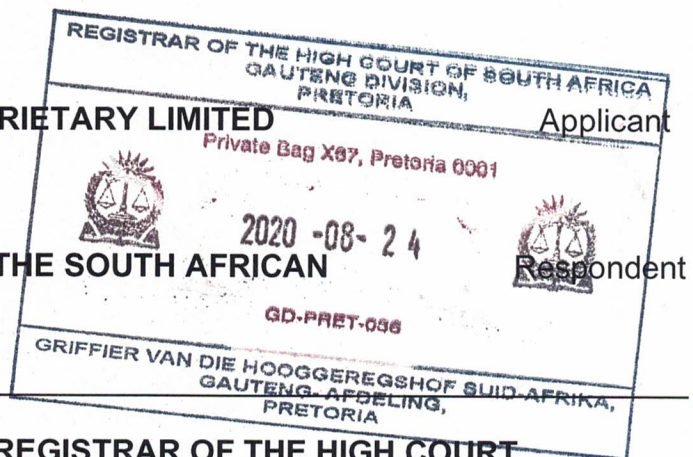 REGISTRAR OF THE HIGH COURT OF SOUTH AFRICA
GAUTENG DIVISION,
PRETORIA
RIETARY LIMITED Applicant
Private Bag X67, Pretoria 0001
2020 -08- 24
THE SOUTH AFRICAN Respondent
GD-PRET-036
GRIFFIER VAN DIE HOOGGEREGSHOF SUID-AFRIKA,
GAUTENG- AFDELING,
PRETORIA
REGISTRAR OF THE HIGH COURT